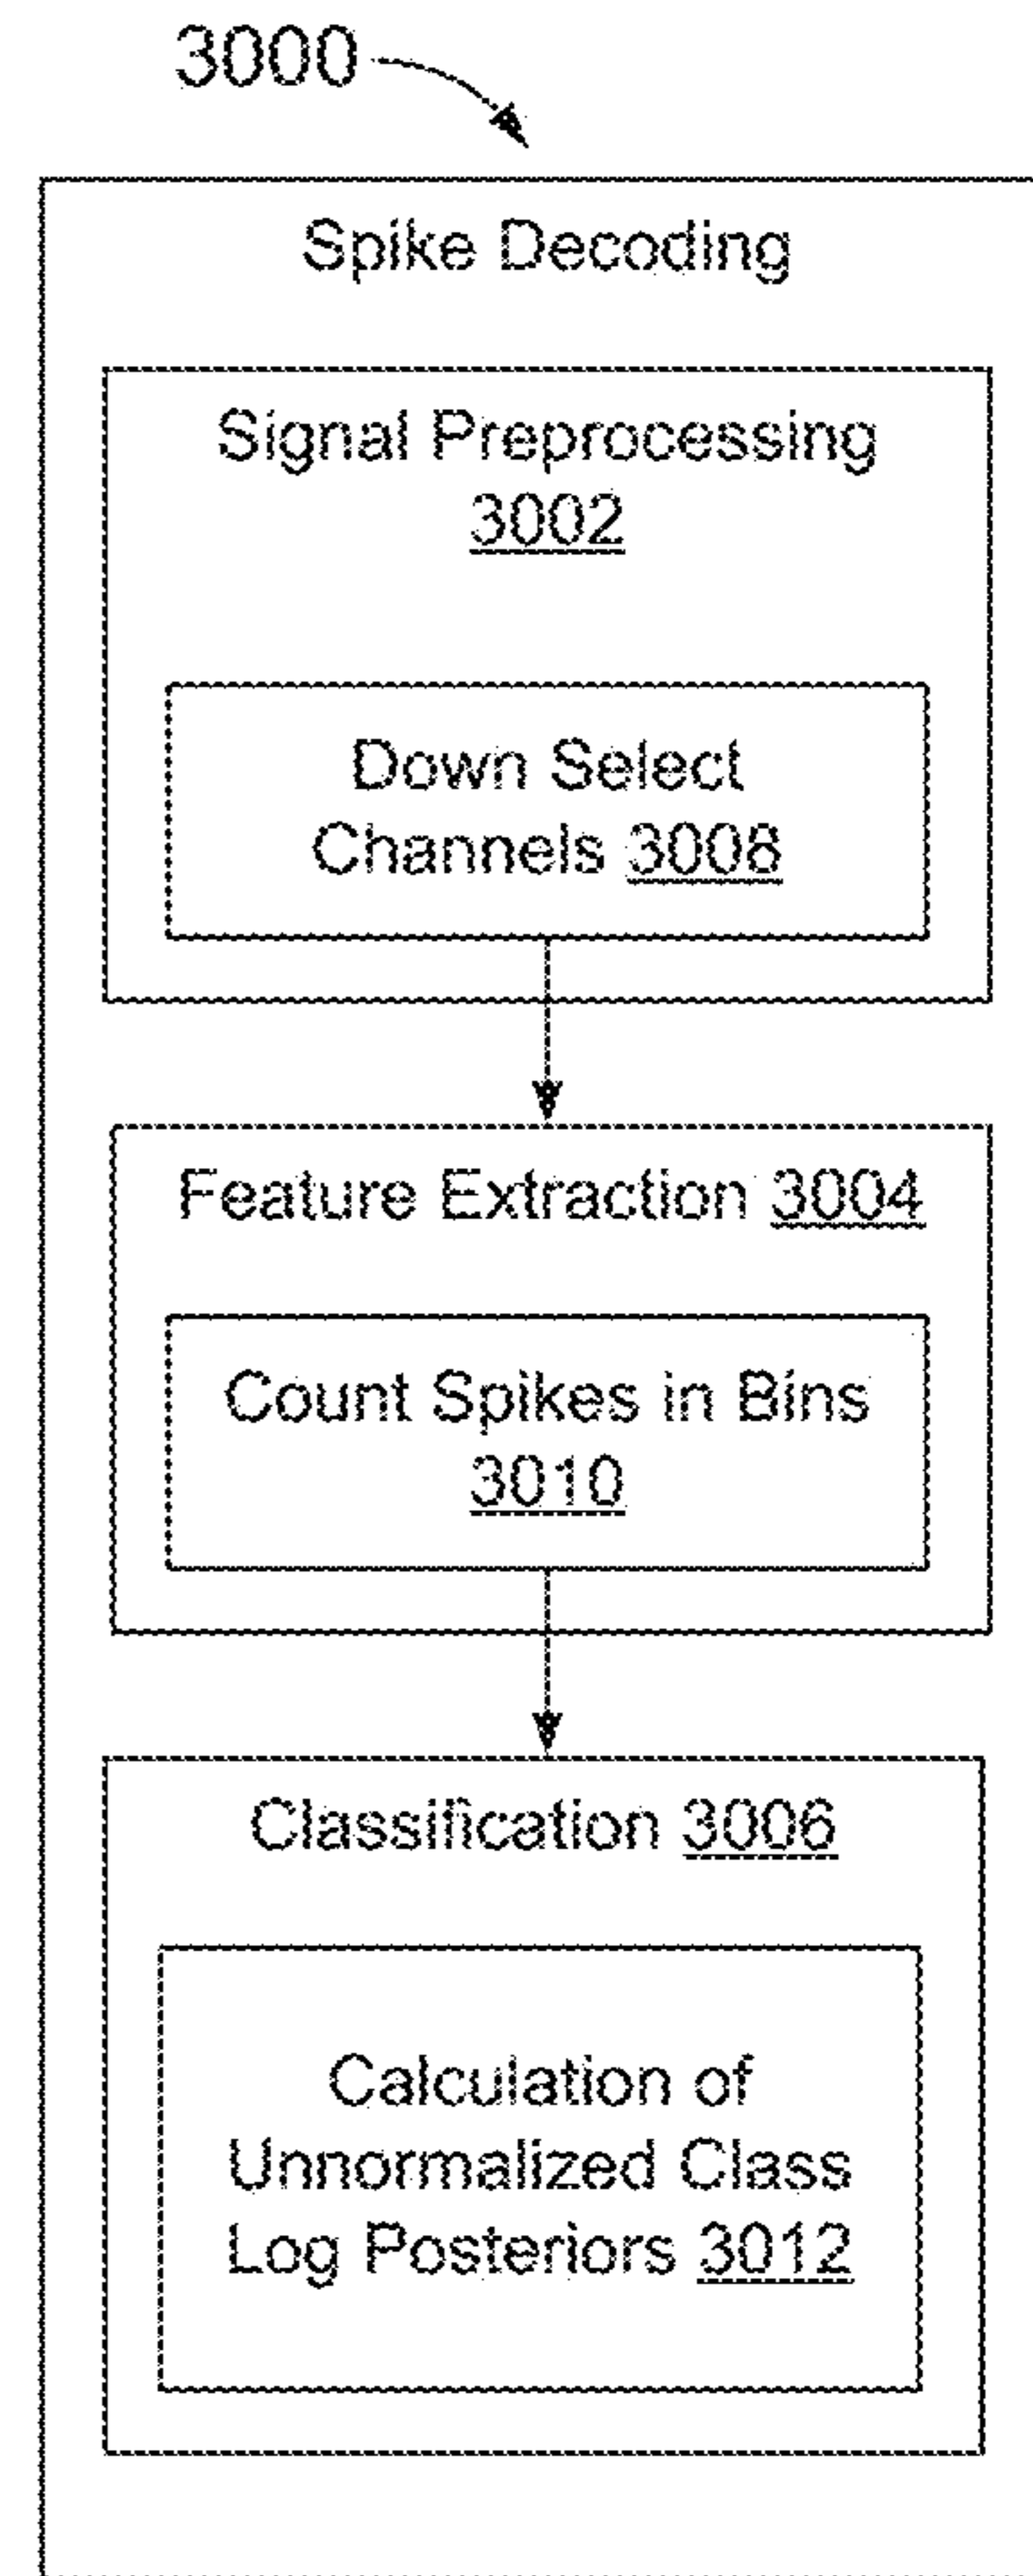 3000
Spike Decoding
Signal Preprocessing
3002
Down Select
Channels 3008
Feature Extraction 3004
Count Spikes in Bins
3010
Classification 3006
Calculation of
Unnormalized Class
Log Posteriors 3012